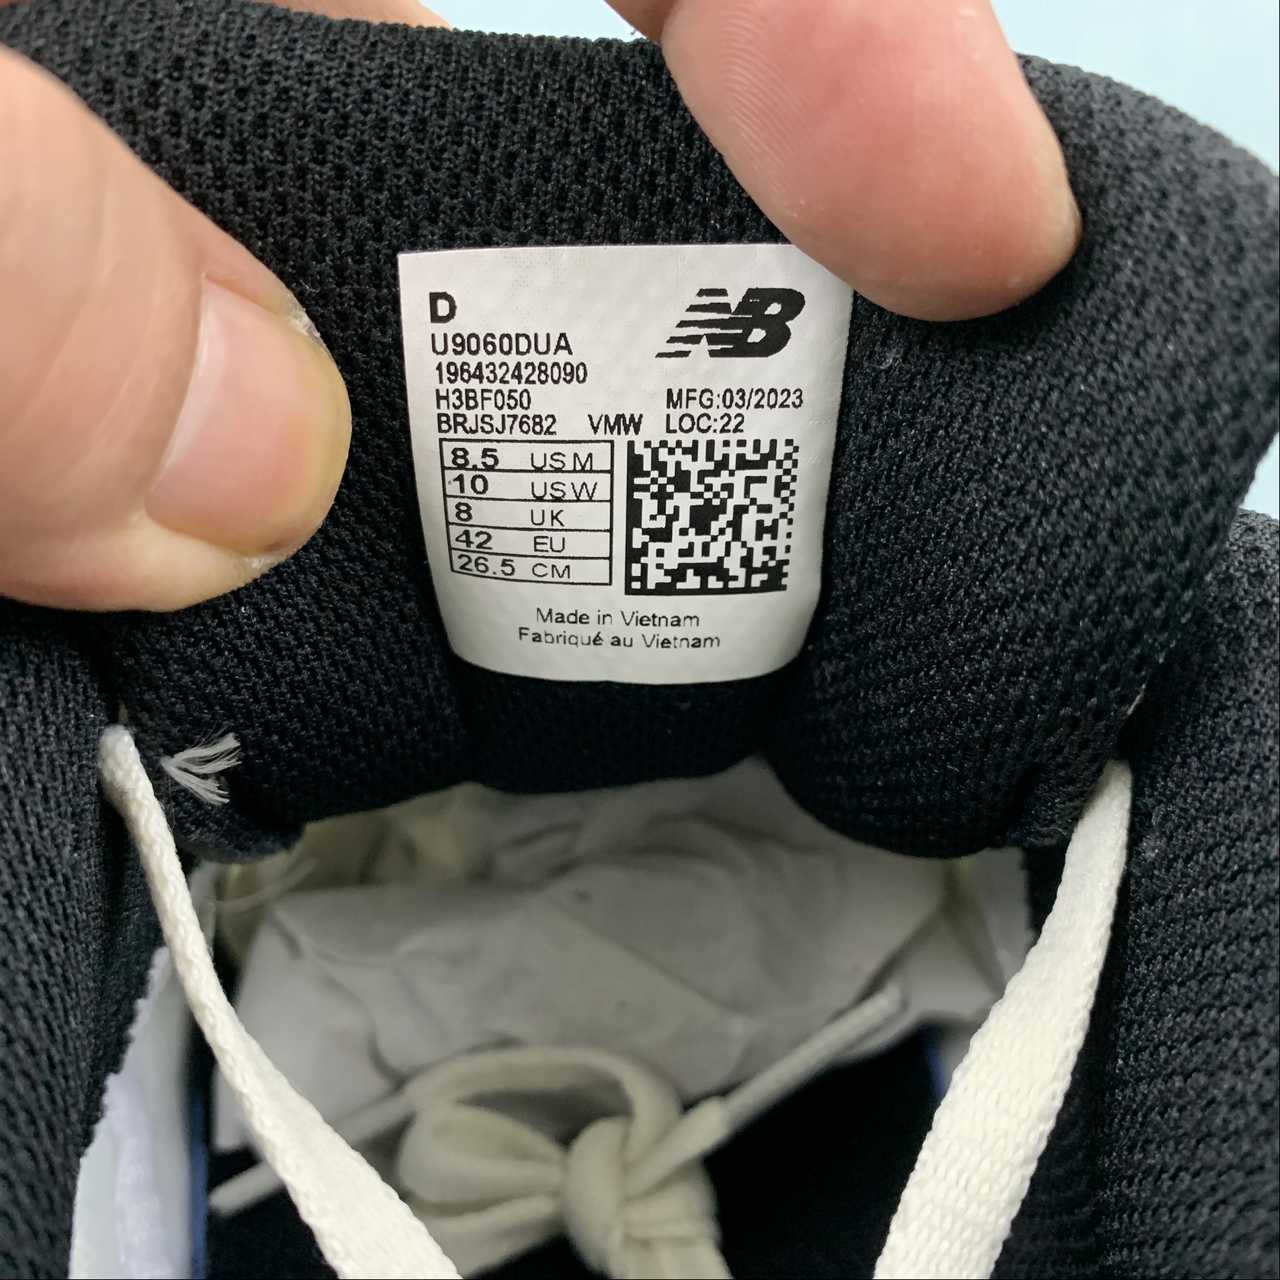 D
NB
U9060DUA
196432428090
H3BF050 MFG:03/2023
BRJSJ7682 VMW LOC:22
8.5 US M
10 US W
8 UK
42 EU
26.5 CM
Made in Vietnam
Fabriqué au Vietnam